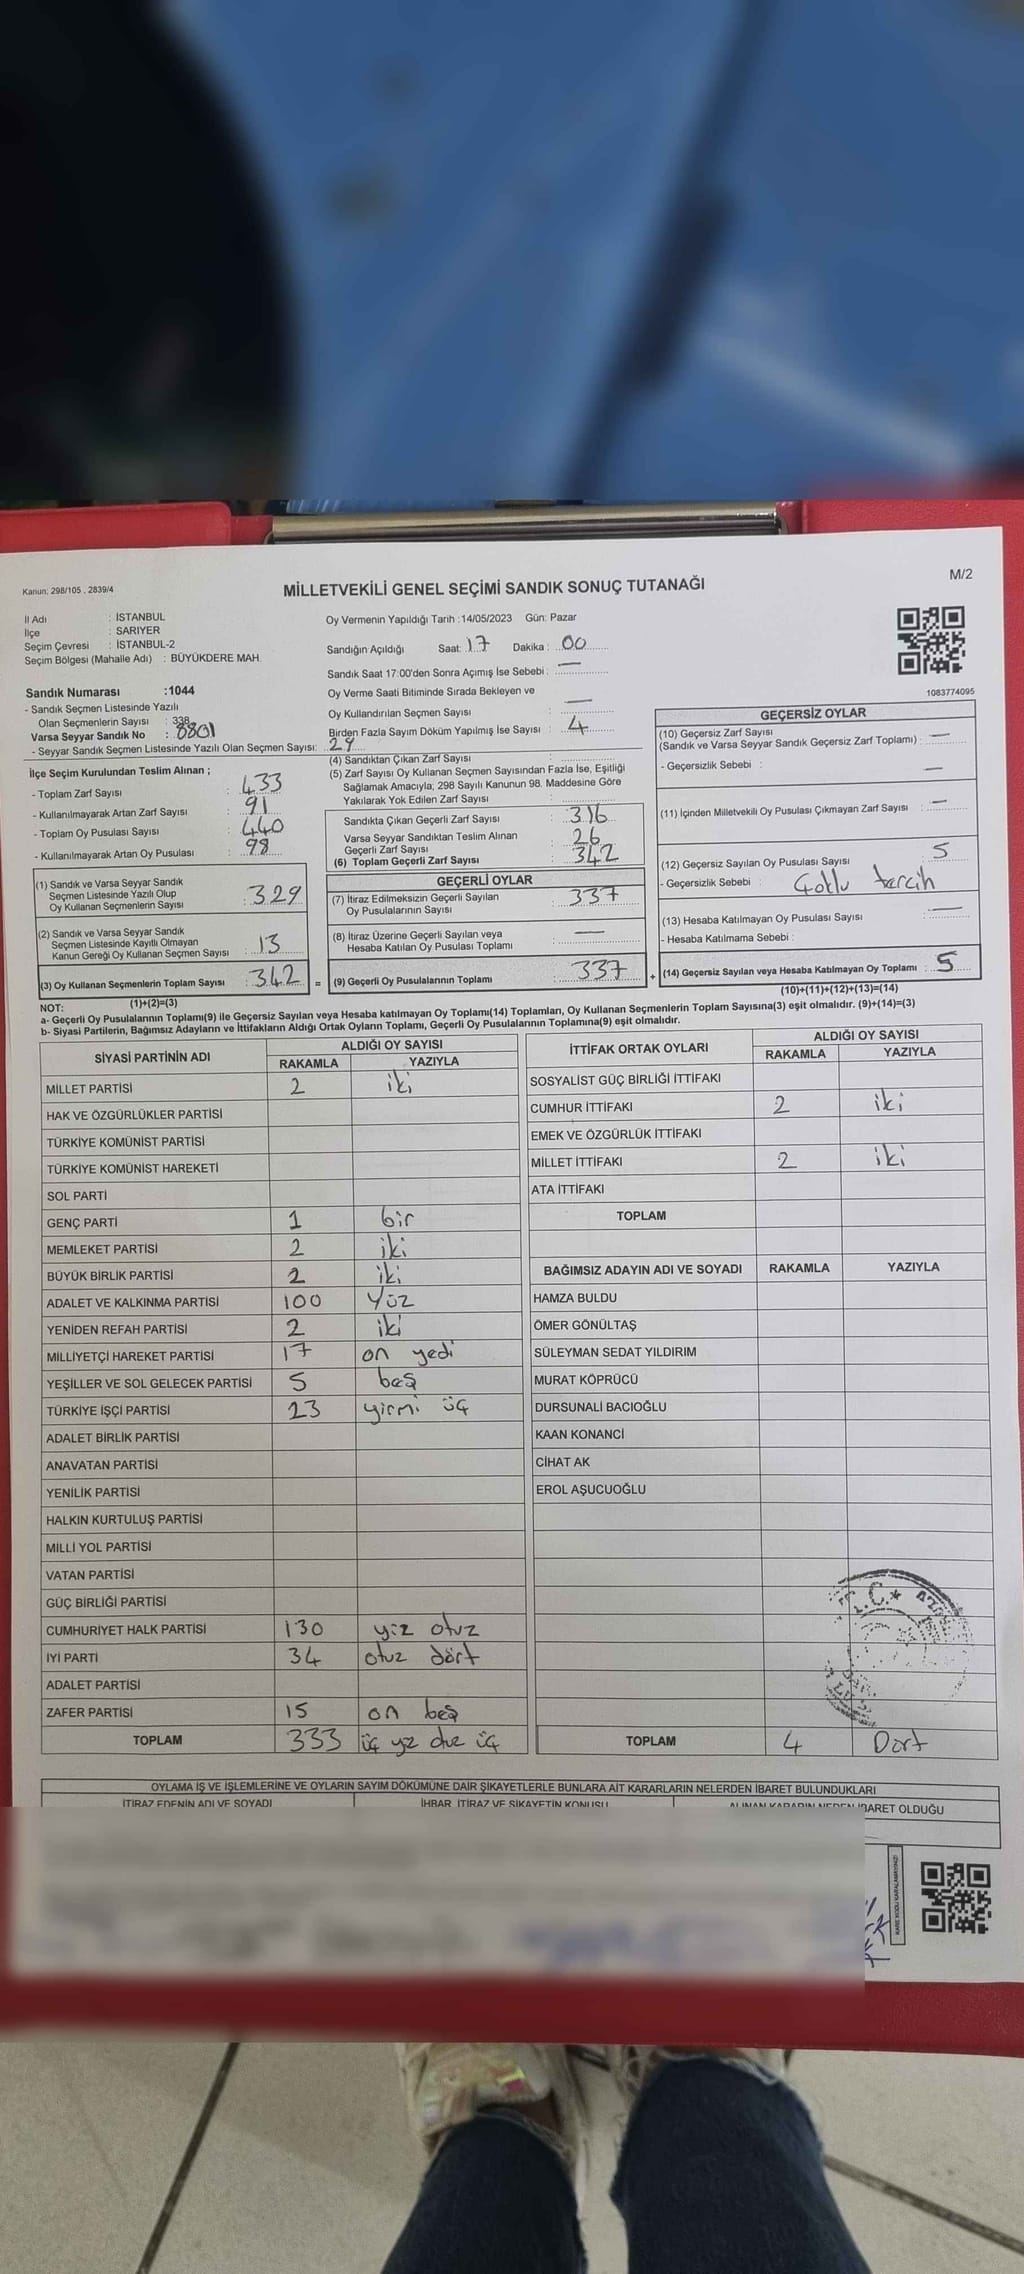 Kanun: 298/105 , 2839/4
MİLLETVEKİLİ GENEL SEÇİMİ SANDIK SONUÇ TUTANAĞI
M/2
İl Adı : İSTANBUL
İlçe : SARIYER
Seçim Çevresi : İSTANBUL-2
Seçim Bölgesi (Mahalle Adı) : BÜYÜKDERE MAH.
Sandık Numarası :1044
- Sandık Seçmen Listesinde Yazılı
Olan Seçmenlerin Sayısı : 338
Varsa Seyyar Sandık No : 8801
- Seyyar Sandık Seçmen Listesinde Yazılı Olan Seçmen Sayısı: 29
Oy Vermenin Yapıldığı Tarih :14/05/2023 Gün: Pazar
Sandığın Açıldığı Saat: 17 Dakika : 00
Sandık Saat 17:00'den Sonra Açımış İse Sebebi : —
Oy Verme Saati Bitiminde Sırada Bekleyen ve
Oy Kullandırılan Seçmen Sayısı : —
Birden Fazla Sayım Döküm Yapılmış İse Sayısı : 4
1083774095
İlçe Seçim Kurulundan Teslim Alınan ;
- Toplam Zarf Sayısı : 433
- Kullanılmayarak Artan Zarf Sayısı : 91
- Toplam Oy Pusulası Sayısı : 440
- Kullanılmayarak Artan Oy Pusulası : 98
(4) Sandıktan Çıkan Zarf Sayısı :
(5) Zarf Sayısı Oy Kullanan Seçmen Sayısından Fazla İse, Eşitliği
Sağlamak Amacıyla; 298 Sayılı Kanunun 98. Maddesine Göre
Yakılarak Yok Edilen Zarf Sayısı :
Sandıkta Çıkan Geçerli Zarf Sayısı : 316
Varsa Seyyar Sandıktan Teslim Alınan
Geçerli Zarf Sayısı : 26
(6) Toplam Geçerli Zarf Sayısı : 342
GEÇERSİZ OYLAR
(10) Geçersiz Zarf Sayısı
(Sandık ve Varsa Seyyar Sandık Geçersiz Zarf Toplamı) : —
- Geçersizlik Sebebi : —
(11) İçinden Milletvekili Oy Pusulası Çıkmayan Zarf Sayısı : —
(12) Geçersiz Sayılan Oy Pusulası Sayısı : 5
- Geçersizlik Sebebi : Çoklu tercih
(13) Hesaba Katılmayan Oy Pusulası Sayısı : —
- Hesaba Katılmama Sebebi :
(14) Geçersiz Sayılan veya Hesaba Katılmayan Oy Toplamı : 5
(10)+(11)+(12)+(13)=(14)
(1) Sandık ve Varsa Seyyar Sandık
Seçmen Listesinde Yazılı Olup
Oy Kullanan Seçmenlerin Sayısı : 329
(2) Sandık ve Varsa Seyyar Sandık
Seçmen Listesinde Kayıtlı Olmayan
Kanun Gereği Oy Kullanan Seçmen Sayısı : 13
(3) Oy Kullanan Seçmenlerin Toplam Sayısı : 342 =
(1)+(2)=(3)
GEÇERLİ OYLAR
(7) İtiraz Edilmeksizin Geçerli Sayılan
Oy Pusulalarının Sayısı : 337
(8) İtiraz Üzerine Geçerli Sayılan veya
Hesaba Katılan Oy Pusulası Toplamı : —
(9) Geçerli Oy Pusulalarının Toplamı : 337 +
NOT:
a- Geçerli Oy Pusulalarının Toplamı(9) ile Geçersiz Sayılan veya Hesaba katılmayan Oy Toplamı(14) Toplamları, Oy Kullanan Seçmenlerin Toplam Sayısına(3) eşit olmalıdır. (9)+(14)=(3)
b- Siyasi Partilerin, Bağımsız Adayların ve İttifakların Aldığı Ortak Oyların Toplamı, Geçerli Oy Pusulalarının Toplamına(9) eşit olmalıdır.
SİYASİ PARTİNİN ADI ALDIĞI OY SAYISI
RAKAMLA YAZIYLA
MİLLET PARTİSİ 2 iki
HAK VE ÖZGÜRLÜKLER PARTİSİ
TÜRKİYE KOMÜNİST PARTİSİ
TÜRKİYE KOMÜNİST HAREKETİ
SOL PARTİ
GENÇ PARTİ 1 bir
MEMLEKET PARTİSİ 2 iki
BÜYÜK BİRLİK PARTİSİ 2 iki
ADALET VE KALKINMA PARTİSİ 100 yüz
YENİDEN REFAH PARTİSİ 2 iki
MİLLİYETÇİ HAREKET PARTİSİ 17 on yedi
YEŞİLLER VE SOL GELECEK PARTİSİ 5 beş
TÜRKİYE İŞÇİ PARTİSİ 23 yirmi üç
ADALET BİRLİK PARTİSİ
ANAVATAN PARTİSİ
YENİLİK PARTİSİ
HALKIN KURTULUŞ PARTİSİ
MİLLİ YOL PARTİSİ
VATAN PARTİSİ
GÜÇ BİRLİĞİ PARTİSİ
CUMHURİYET HALK PARTİSİ 130 yüz otuz
İYİ PARTİ 34 otuz dört
ADALET PARTİSİ
ZAFER PARTİSİ 15 on beş
TOPLAM 333 üç yz otuz üç
İTTİFAK ORTAK OYLARI ALDIĞI OY SAYISI
RAKAMLA YAZIYLA
SOSYALİST GÜÇ BİRLİĞİ İTTİFAKI
CUMHUR İTTİFAKI 2 iki
EMEK VE ÖZGÜRLÜK İTTİFAKI
MİLLET İTTİFAKI 2 iki
ATA İTTİFAKI
TOPLAM
BAĞIMSIZ ADAYIN ADI VE SOYADI RAKAMLA YAZIYLA
HAMZA BULDU
ÖMER GÖNÜLTAŞ
SÜLEYMAN SEDAT YILDIRIM
MURAT KÖPRÜCÜ
DURSUNALİ BACIOĞLU
KAAN KONANCİ
CİHAT AK
EROL AŞUCUOĞLU
T.C.
TOPLAM 4 Dört
OYLAMA İŞ VE İŞLEMLERİNE VE OYLARIN SAYIM DÖKÜMÜNE DAİR ŞİKAYETLERLE BUNLARA AİT KARARLARIN NELERDEN İBARET BULUNDUKLARI
İTİRAZ EDENİN ADI VE SOYADI İHBAR, İTİRAZ VE ŞİKAYETİN KONUSU ALINAN KARARIN NEDEN İBARET OLDUĞU